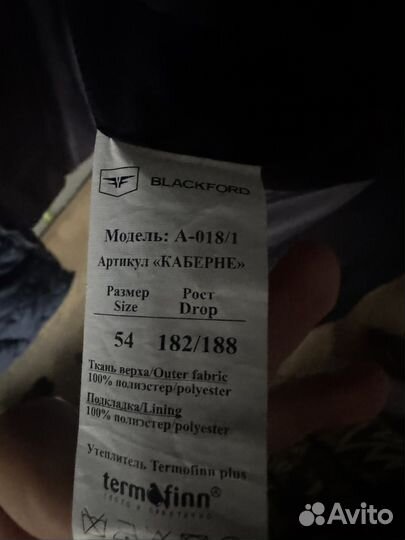 BLACKFORD
Модель: А-018/1
Артикул «КАБЕРНЕ»
Размер Рост
Size Drop
54 182/188
Ткань верха/Outer fabric
100% полиэстер/polyester
Подкладка/Lining
100% полиэстер/polyester
Утеплитель Termofinn plus
termofinn®
Avito